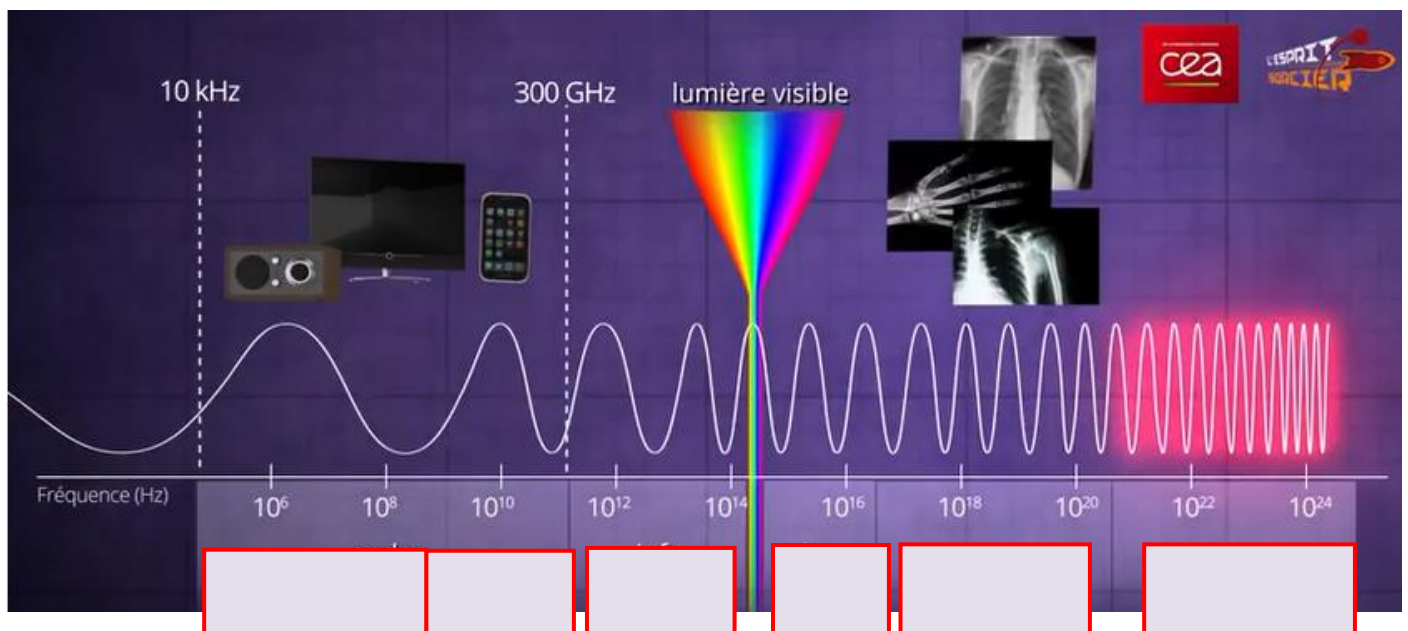 10 kHz
300 GHz
lumière visible
cea
L'ESPRIT
SORCIER
Fréquence (Hz)
10⁶
10⁸
10¹⁰
10¹²
10¹⁴
10¹⁶
10¹⁸
10²⁰
10²²
10²⁴